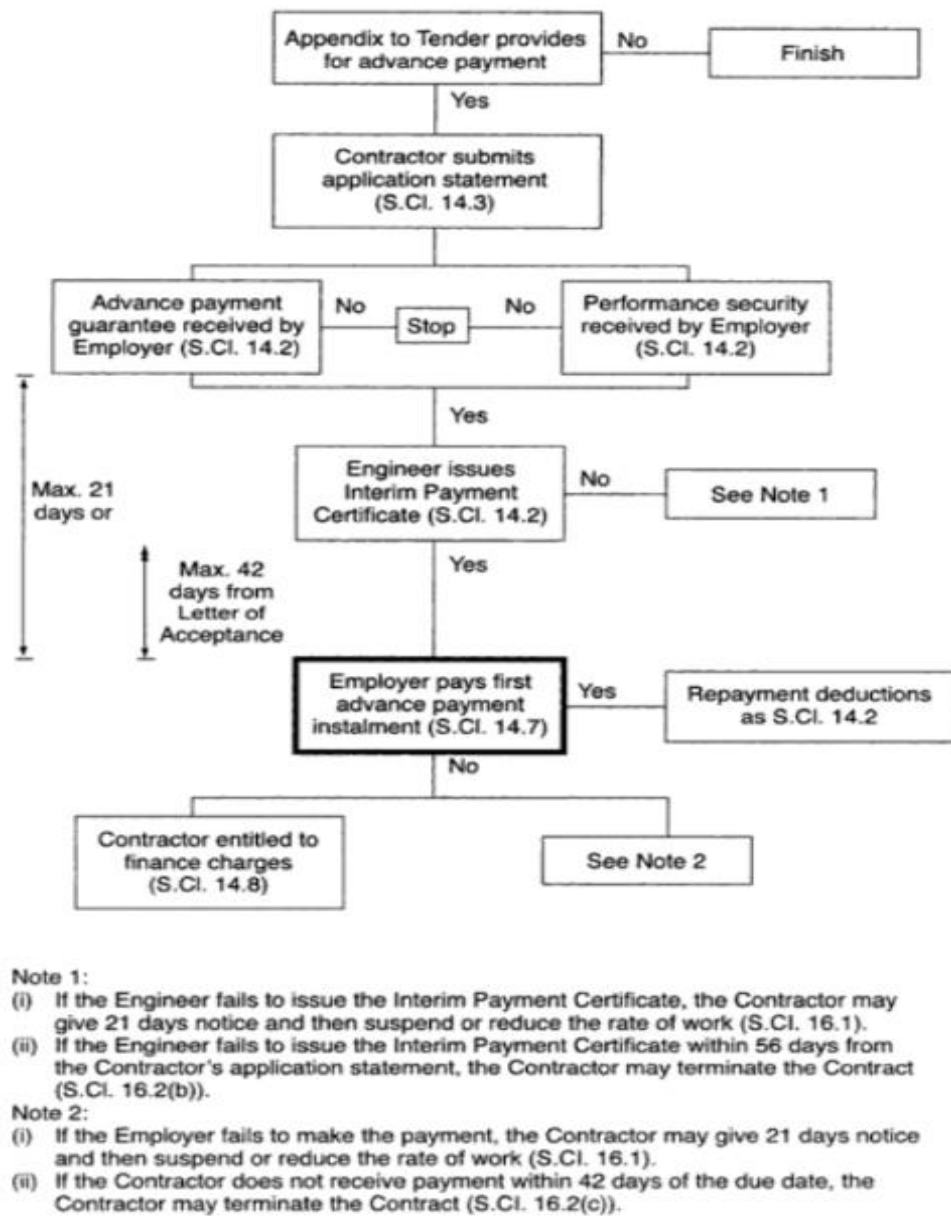 Appendix to Tender provides
for advance payment
No
Finish
Yes
Contractor submits
application statement
(S.Cl. 14.3)
Advance payment
guarantee received by
Employer (S.Cl. 14.2)
No
Stop
No
Performance security
received by Employer
(S.Cl. 14.2)
Yes
Max. 21
days or
Engineer issues
Interim Payment
Certificate (S.Cl. 14.2)
No
See Note 1
Max. 42
days from
Letter of
Acceptance
Yes
Employer pays first
advance payment
instalment (S.Cl. 14.7)
Yes
Repayment deductions
as S.Cl. 14.2
No
Contractor entitled to
finance charges
(S.Cl. 14.8)
See Note 2
Note 1:
(i) If the Engineer fails to issue the Interim Payment Certificate, the Contractor may
give 21 days notice and then suspend or reduce the rate of work (S.Cl. 16.1).
(ii) If the Engineer fails to issue the Interim Payment Certificate within 56 days from
the Contractor's application statement, the Contractor may terminate the Contract
(S.Cl. 16.2(b)).
Note 2:
(i) If the Employer fails to make the payment, the Contractor may give 21 days notice
and then suspend or reduce the rate of work (S.Cl. 16.1).
(ii) If the Contractor does not receive payment within 42 days of the due date, the
Contractor may terminate the Contract (S.Cl. 16.2(c)).